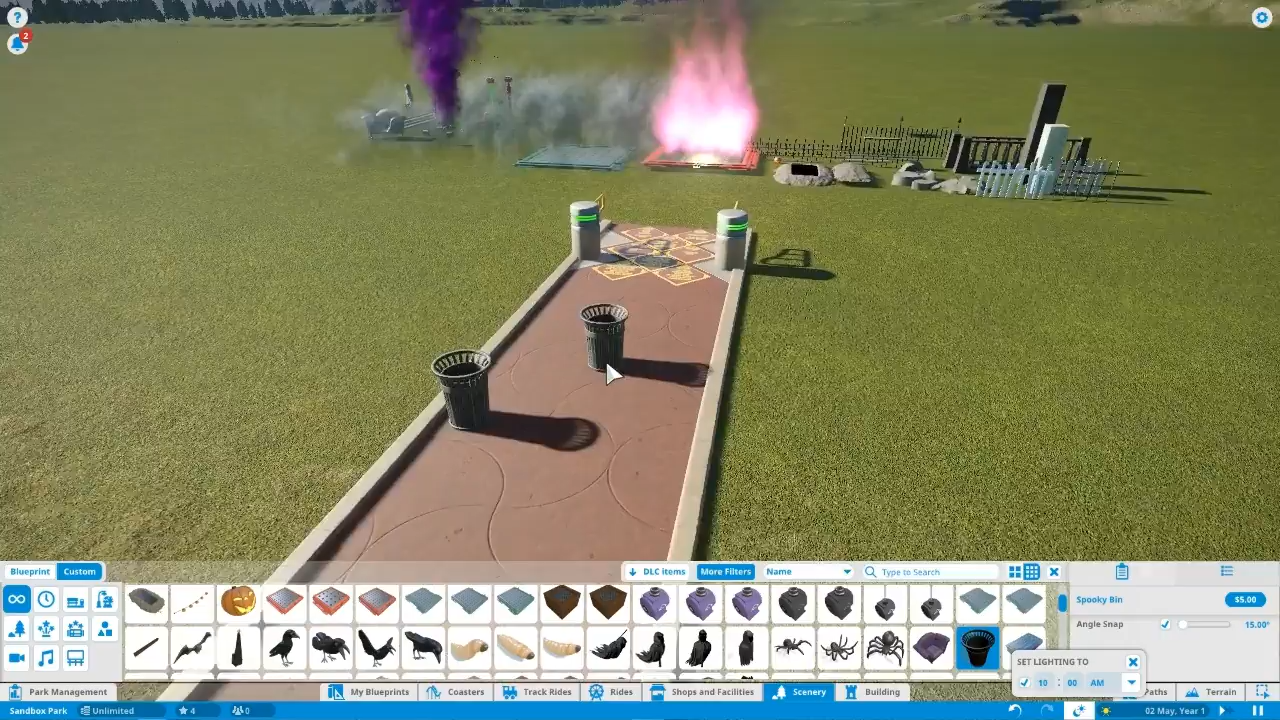 ?
2
Blueprint Custom DLC items More Filters Name Type to Search
Spooky Bin $5.00
Angle Snap 15.00°
SET LIGHTING TO
10 : 00 AM
Park Management My Blueprints Coasters Track Rides Rides Shops and Facilities Scenery Building Paths Terrain
Sandbox Park Unlimited 4 0 02 May, Year 1